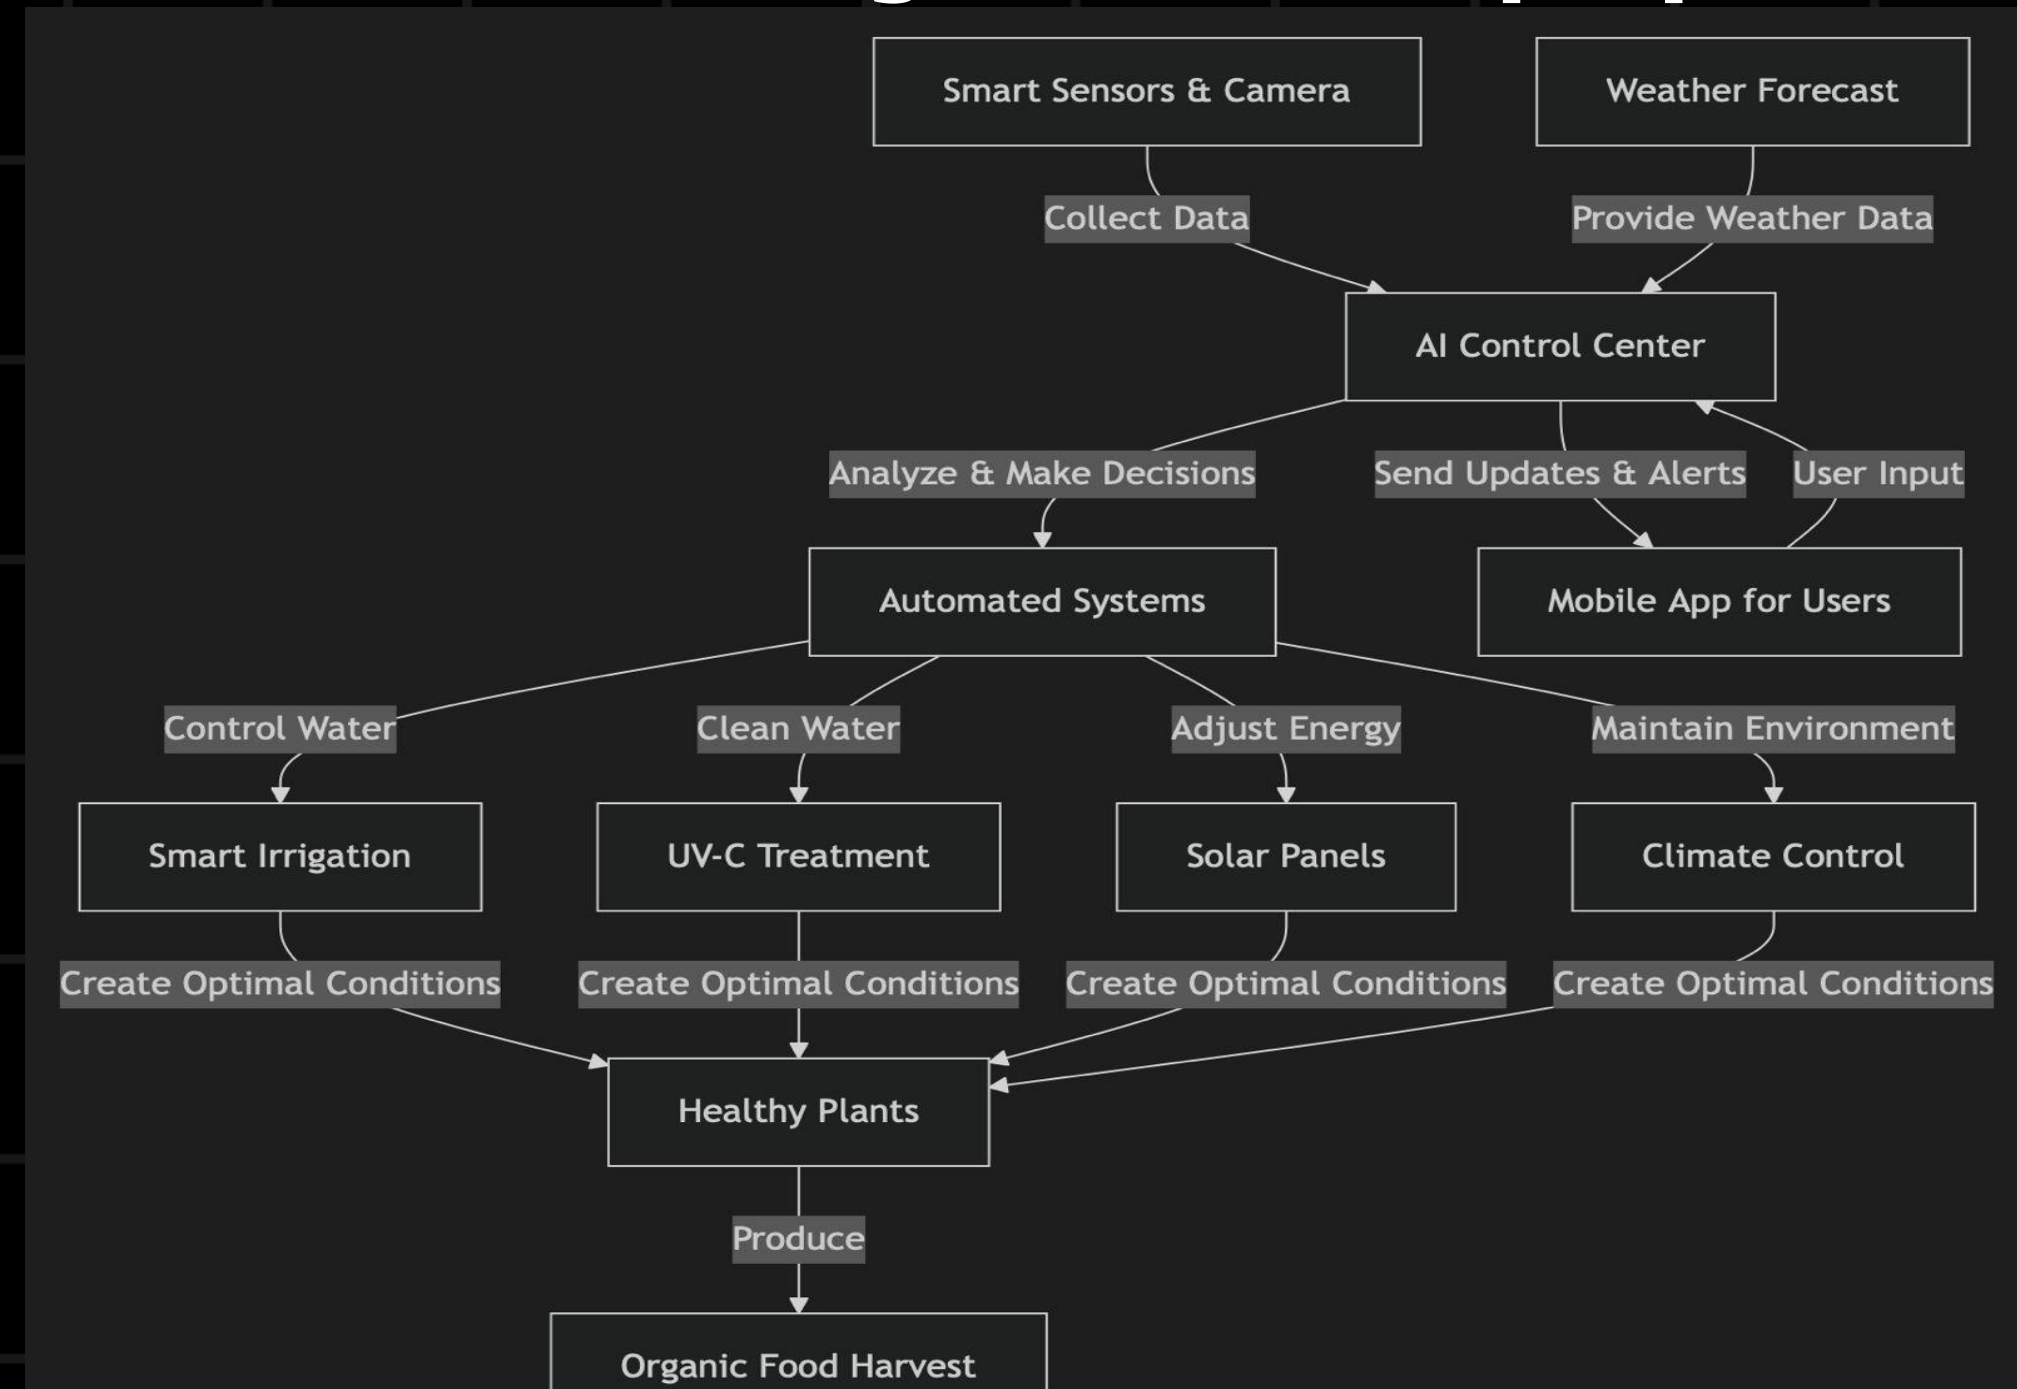 Smart Sensors & Camera
Weather Forecast
Collect Data
Provide Weather Data
AI Control Center
Analyze & Make Decisions
Send Updates & Alerts
User Input
Automated Systems
Mobile App for Users
Control Water
Clean Water
Adjust Energy
Maintain Environment
Smart Irrigation
UV-C Treatment
Solar Panels
Climate Control
Create Optimal Conditions
Create Optimal Conditions
Create Optimal Conditions
Create Optimal Conditions
Healthy Plants
Produce
Organic Food Harvest